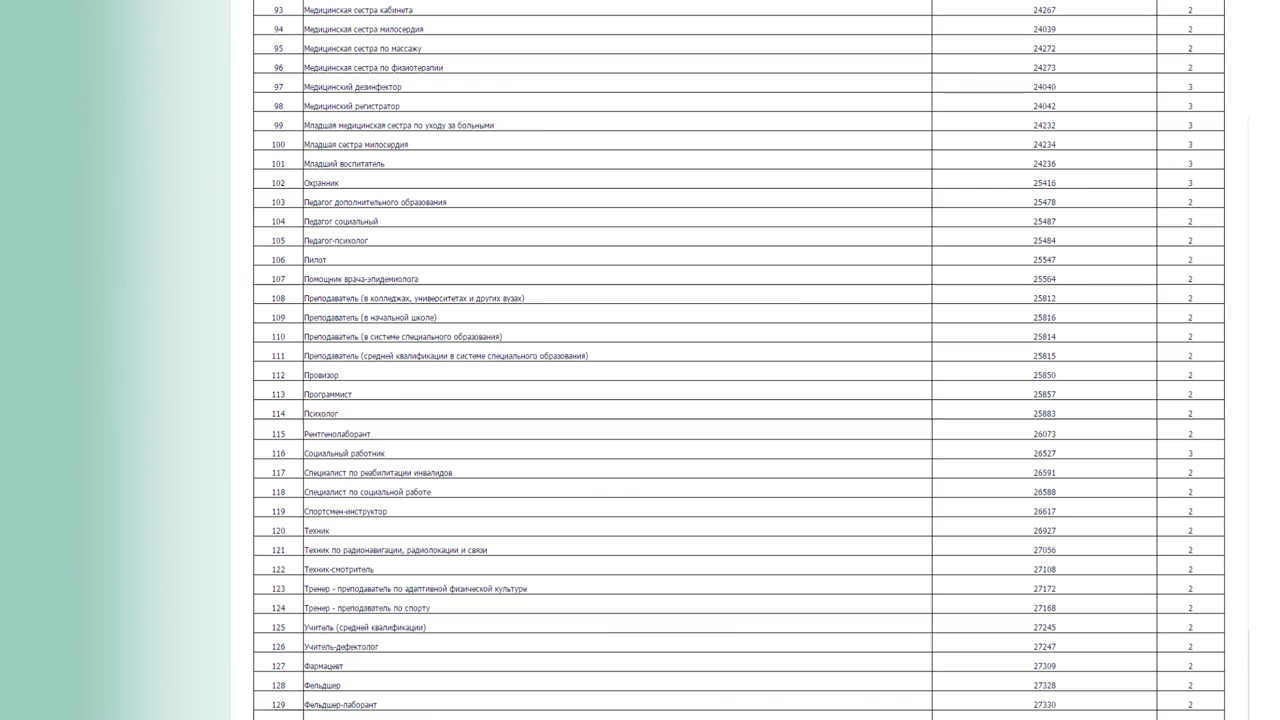 93 Медицинская сестра кабинета 24267 2
94 Медицинская сестра милосердия 24039 2
95 Медицинская сестра по массажу 24272 2
96 Медицинская сестра по физиотерапии 24273 2
97 Медицинский дезинфектор 24040 3
98 Медицинский регистратор 24042 3
99 Младшая медицинская сестра по уходу за больными 24232 3
100 Младшая сестра милосердия 24234 3
101 Младший воспитатель 24236 3
102 Охранник 25416 3
103 Педагог дополнительного образования 25478 2
104 Педагог социальный 25487 2
105 Педагог-психолог 25484 2
106 Пилот 25547 2
107 Помощник врача-эпидемиолога 25564 2
108 Преподаватель (в колледжах, университетах и других вузах) 25812 2
109 Преподаватель (в начальной школе) 25816 2
110 Преподаватель (в системе специального образования) 25814 2
111 Преподаватель (средней квалификации в системе специального образования) 25815 2
112 Провизор 25850 2
113 Программист 25857 2
114 Психолог 25883 2
115 Рентгенолаборант 26073 2
116 Социальный работник 26527 3
117 Специалист по реабилитации инвалидов 26591 2
118 Специалист по социальной работе 26588 2
119 Спортсмен-инструктор 26617 2
120 Техник 26927 2
121 Техник по радионавигации, радиолокации и связи 27056 2
122 Техник-смотритель 27108 2
123 Тренер - преподаватель по адаптивной физической культуре 27172 2
124 Тренер - преподаватель по спорту 27168 2
125 Учитель (средней квалификации) 27245 2
126 Учитель-дефектолог 27247 2
127 Фармацевт 27309 2
128 Фельдшер 27328 2
129 Фельдшер-лаборант 27330 2